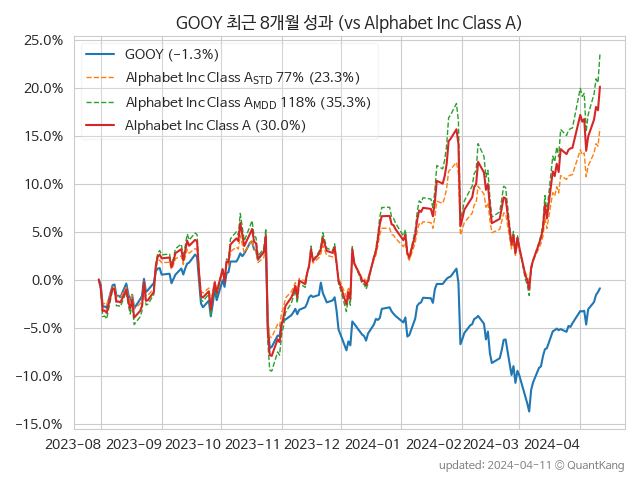 GOOY 최근 8개월 성과 (vs Alphabet Inc Class A)
25.0%
20.0%
15.0%
10.0%
5.0%
0.0%
−5.0%
−10.0%
−15.0%
GOOY (−1.3%)
Alphabet Inc Class A_STD 77% (23.3%)
Alphabet Inc Class A_MDD 118% (35.3%)
Alphabet Inc Class A (30.0%)
2023-08 2023-09 2023-10 2023-11 2023-12 2024-01 2024-02 2024-03 2024-04
updated: 2024-04-11 © QuantKang